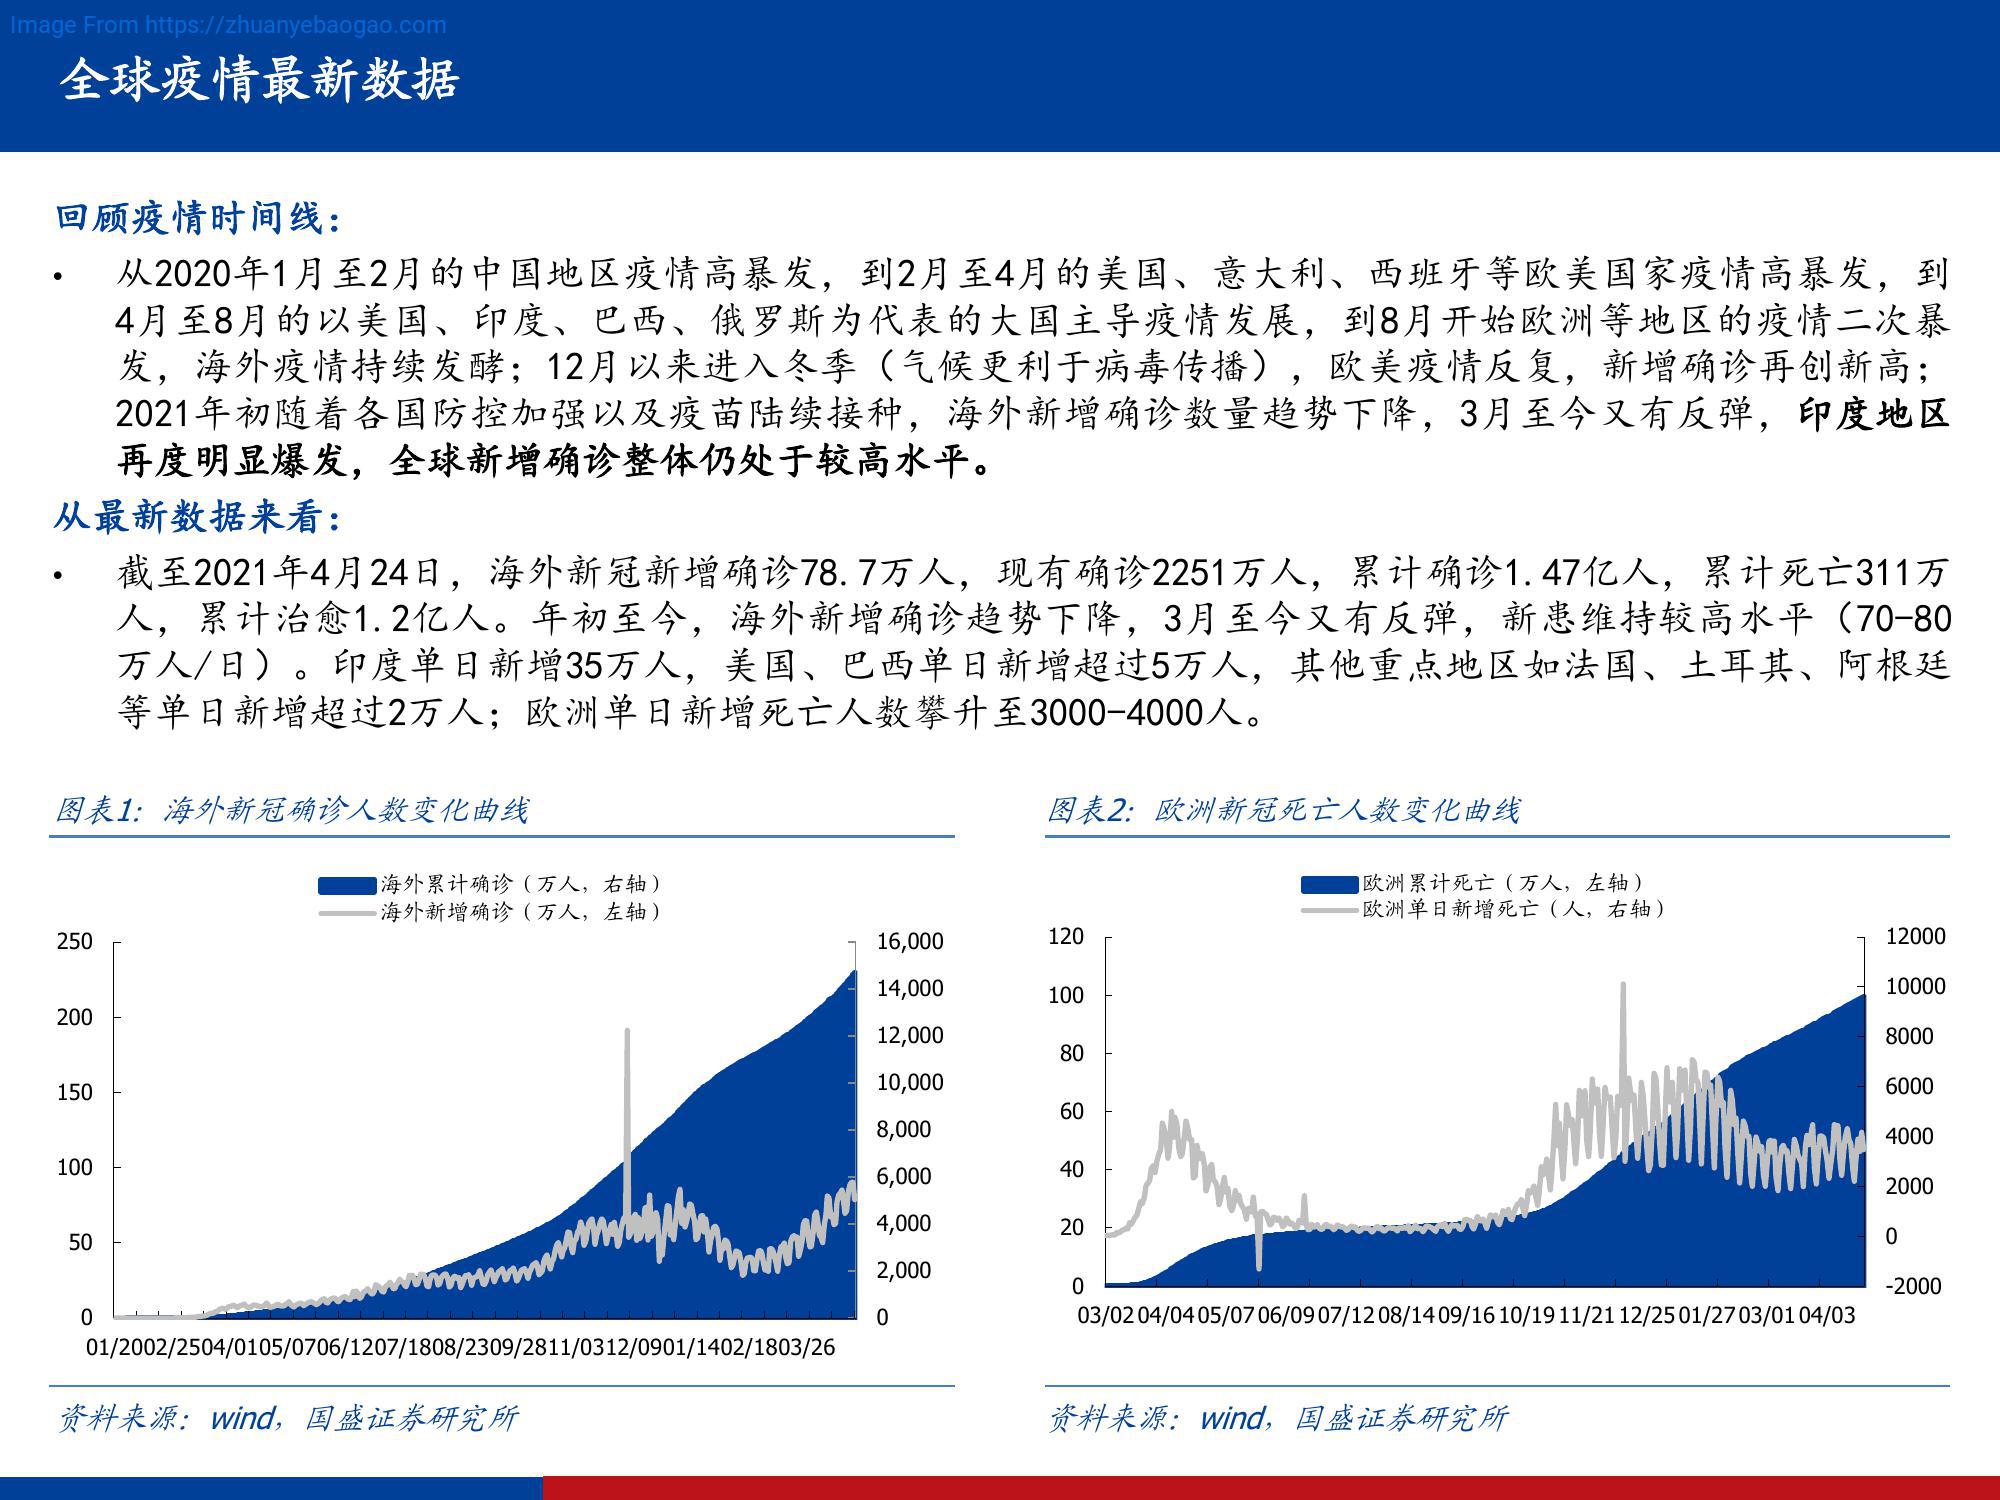 Image From https://zhuanyebaogao.com
全球疫情最新数据
回顾疫情时间线：
• 从2020年1月至2月的中国地区疫情高暴发，到2月至4月的美国、意大利、西班牙等欧美国家疫情高暴发，到
4月至8月的以美国、印度、巴西、俄罗斯为代表的大国主导疫情发展，到8月开始欧洲等地区的疫情二次暴
发，海外疫情持续发酵；12月以来进入冬季（气候更利于病毒传播），欧美疫情反复，新增确诊再创新高；
2021年初随着各国防控加强以及疫苗陆续接种，海外新增确诊数量趋势下降，3月至今又有反弹，印度地区
再度明显爆发，全球新增确诊整体仍处于较高水平。
从最新数据来看：
• 截至2021年4月24日，海外新冠新增确诊78.7万人，现有确诊2251万人，累计确诊1.47亿人，累计死亡311万
人，累计治愈1.2亿人。年初至今，海外新增确诊趋势下降，3月至今又有反弹，新患维持较高水平（70-80
万人/日）。印度单日新增35万人，美国、巴西单日新增超过5万人，其他重点地区如法国、土耳其、阿根廷
等单日新增超过2万人；欧洲单日新增死亡人数攀升至3000-4000人。
图表1：海外新冠确诊人数变化曲线
海外累计确诊（万人，右轴）
海外新增确诊（万人，左轴）
250
200
150
100
50
0
16,000
14,000
12,000
10,000
8,000
6,000
4,000
2,000
0
01/2002/2504/0105/0706/1207/1808/2309/2811/0312/0901/1402/1803/26
资料来源：wind，国盛证券研究所
图表2：欧洲新冠死亡人数变化曲线
欧洲累计死亡（万人，左轴）
欧洲单日新增死亡（人，右轴）
120
100
80
60
40
20
0
12000
10000
8000
6000
4000
2000
0
-2000
03/02 04/04 05/07 06/09 07/12 08/14 09/16 10/19 11/21 12/25 01/27 03/01 04/03
资料来源：wind，国盛证券研究所